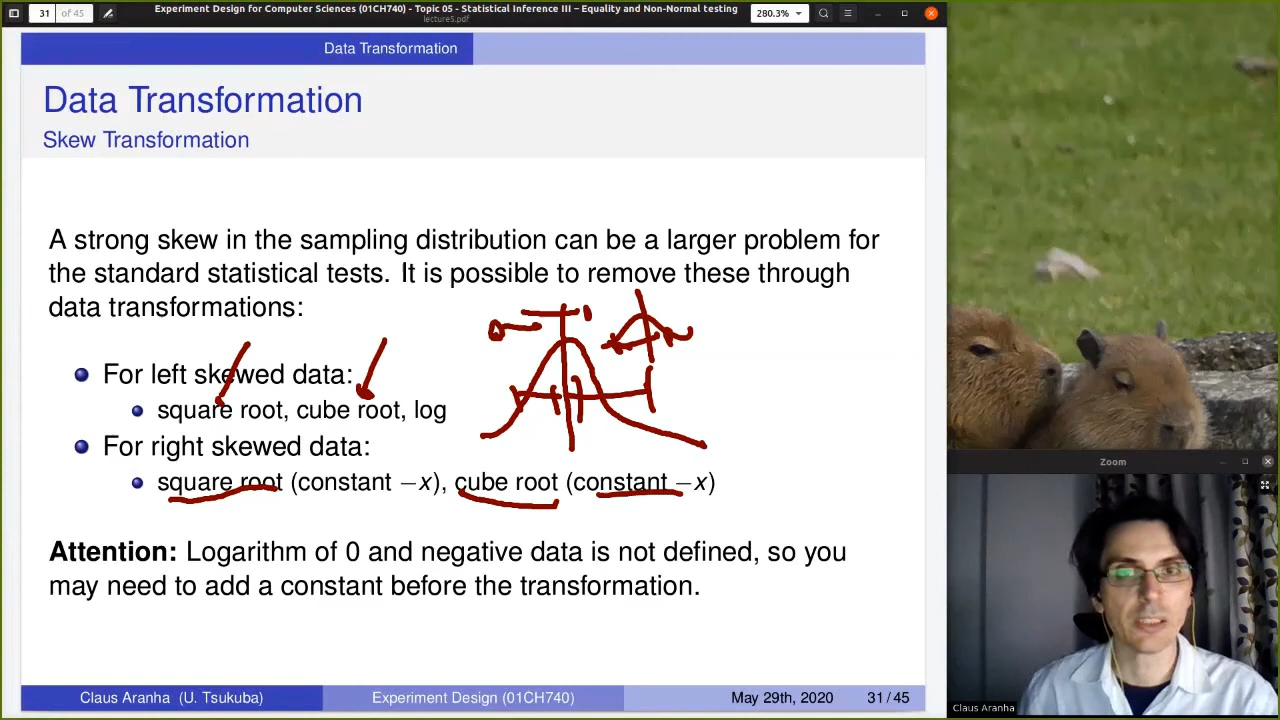 31 of 45
Experiment Design for Computer Sciences (01CH740) - Topic 05 - Statistical Inference III – Equality and Non-Normal testing
lecture5.pdf
280.3%
Data Transformation
Data Transformation
Skew Transformation
A strong skew in the sampling distribution can be a larger problem for
the standard statistical tests. It is possible to remove these through
data transformations:
For left skewed data:
square root, cube root, log
For right skewed data:
square root (constant −x), cube root (constant −x)
Attention: Logarithm of 0 and negative data is not defined, so you
may need to add a constant before the transformation.
Claus Aranha (U. Tsukuba)
Experiment Design (01CH740)
May 29th, 2020
31 / 45
Zoom
Claus Aranha